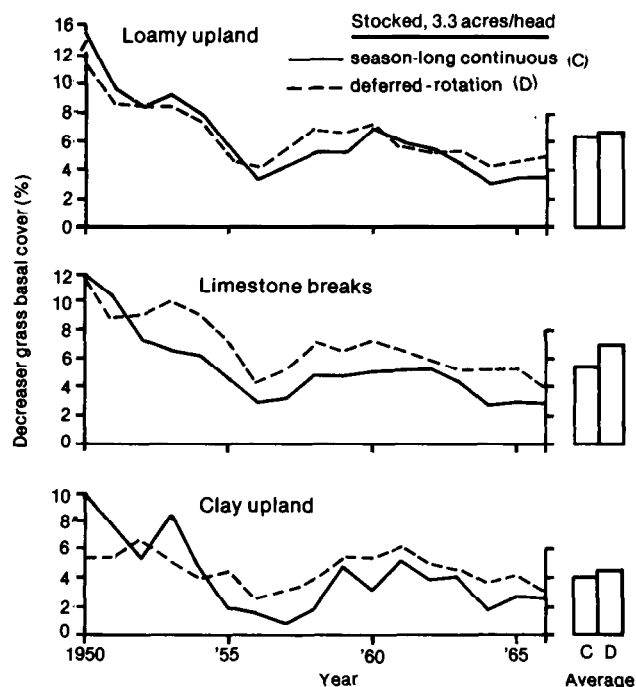 Stocked, 3.3 acres/head
season-long continuous (C)
deferred-rotation (D)
Loamy upland
16
12
12
10
8
6
4
2
0
Decreaser grass basal cover (%)
Limestone breaks
12
10
8
6
4
2
0
Clay upland
10
8
6
4
2
0
1950
'55
'60
'65
Year
C D
Average